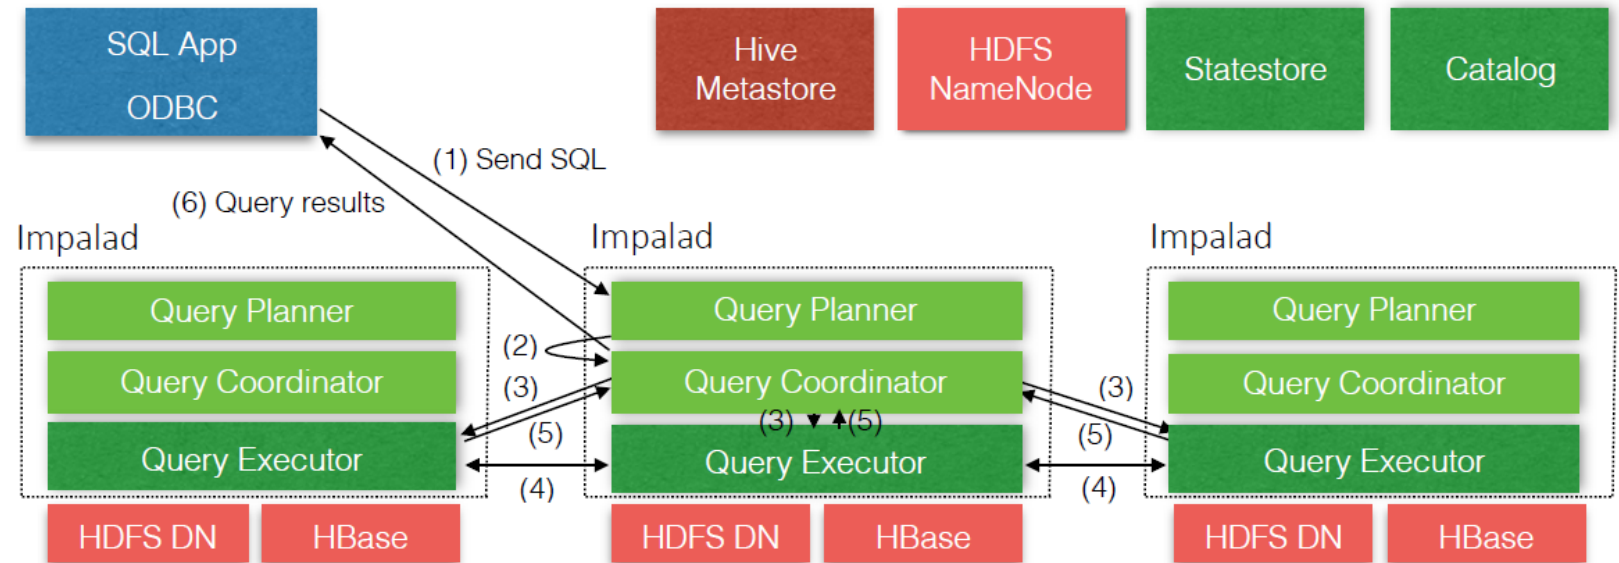 SQL App
ODBC
Hive
Metastore
HDFS
NameNode
Statestore
Catalog
(1) Send SQL
(6) Query results
Impalad
Impalad
Impalad
Query Planner
Query Planner
Query Planner
(2)
Query Coordinator
(3)
Query Coordinator
(3)
Query Coordinator
(3)
(5)
(5)
(5)
Query Executor
Query Executor
Query Executor
(4)
(4)
HDFS DN
HBase
HDFS DN
HBase
HDFS DN
HBase